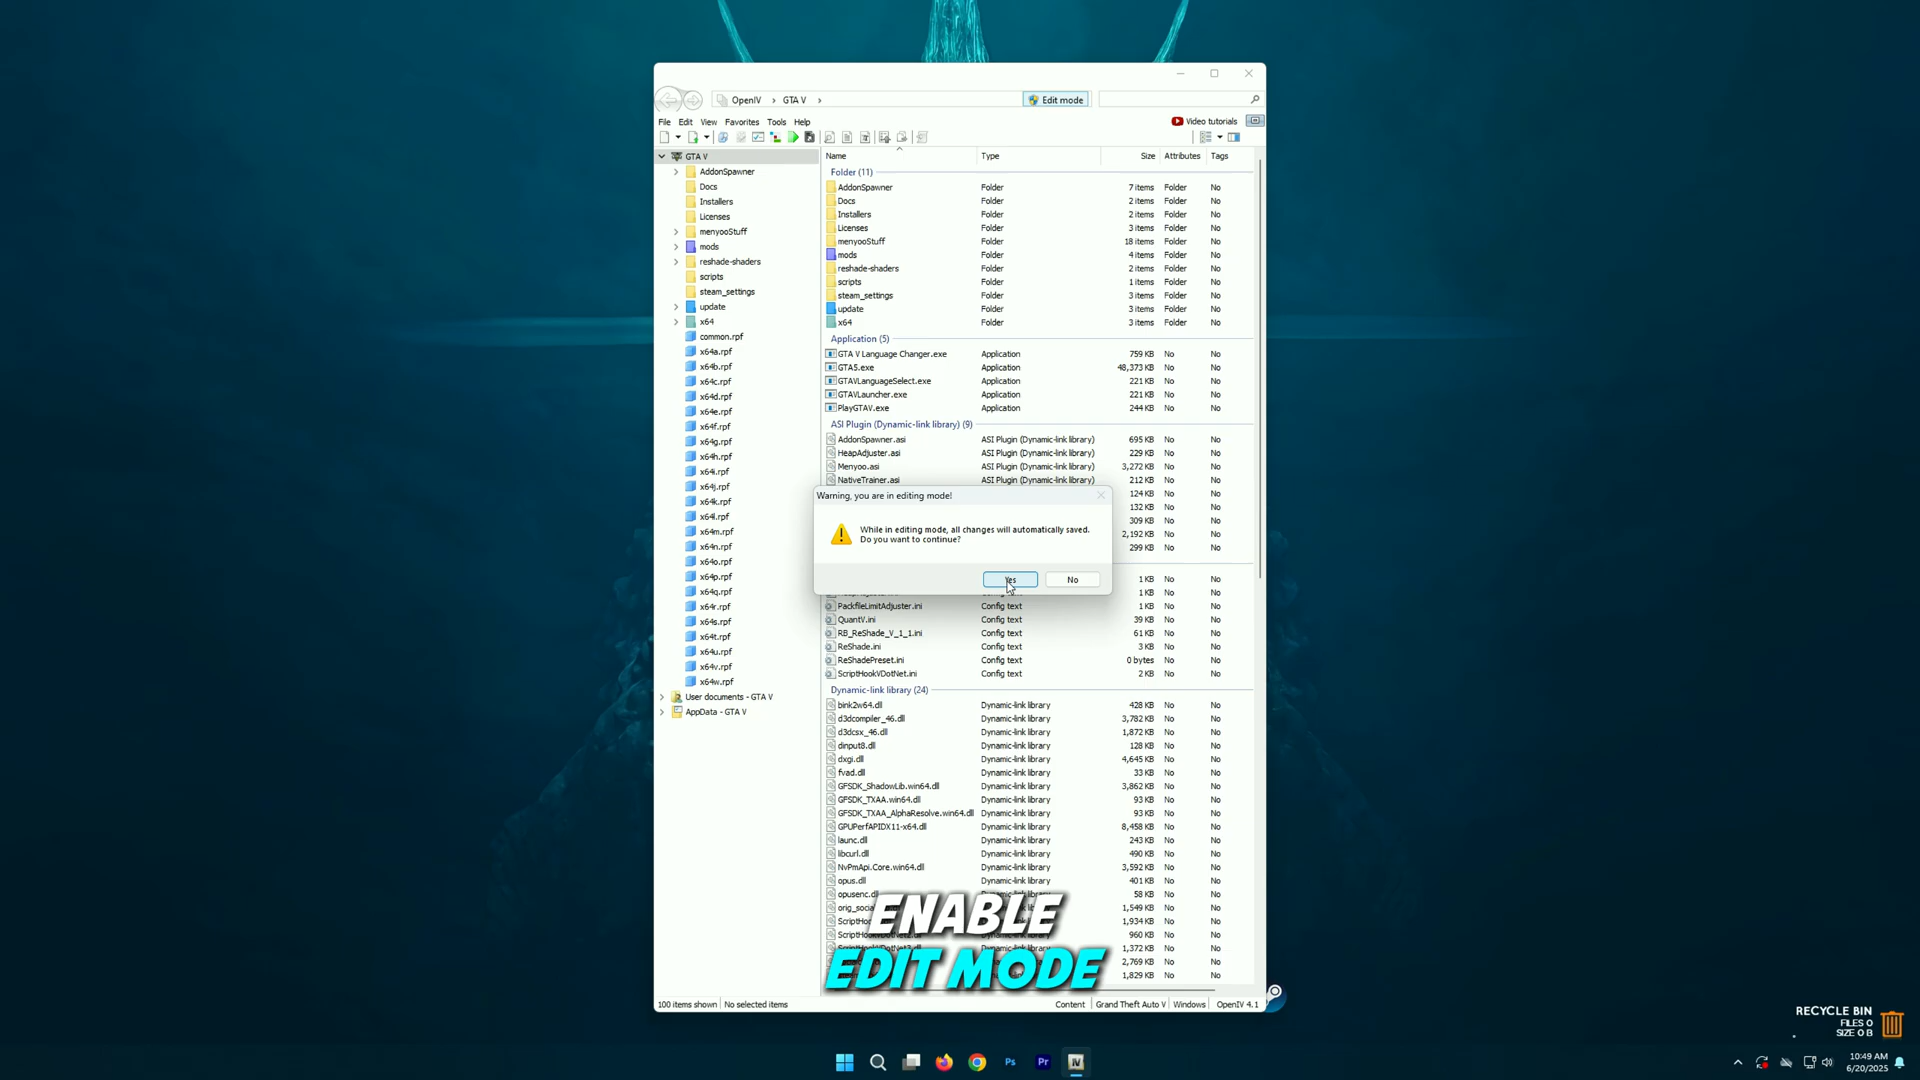 OpenIV › GTA V ›
Edit mode
File Edit View Favorites Tools Help
Video tutorials
Name Type Size Attributes Tags
GTA V
AddonSpawner
Docs
Installers
Licenses
menyooStuff
mods
reshade-shaders
scripts
steam_settings
update
x64
common.rpf
x64a.rpf
x64b.rpf
x64c.rpf
x64d.rpf
x64e.rpf
x64f.rpf
x64g.rpf
x64h.rpf
x64i.rpf
x64j.rpf
x64k.rpf
x64l.rpf
x64m.rpf
x64n.rpf
x64o.rpf
x64p.rpf
x64q.rpf
x64r.rpf
x64s.rpf
x64t.rpf
x64u.rpf
x64v.rpf
x64w.rpf
User documents - GTA V
AppData - GTA V
Folder (11)
AddonSpawner Folder 7 items Folder No
Docs Folder 2 items Folder No
Installers Folder 2 items Folder No
Licenses Folder 3 items Folder No
menyooStuff Folder 18 items Folder No
mods Folder 4 items Folder No
reshade-shaders Folder 2 items Folder No
scripts Folder 1 items Folder No
steam_settings Folder 3 items Folder No
update Folder 3 items Folder No
x64 Folder 3 items Folder No
Application (5)
GTA V Language Changer.exe Application 759 KB No No
GTA5.exe Application 48,373 KB No No
GTAVLanguageSelect.exe Application 221 KB No No
GTAVLauncher.exe Application 221 KB No No
PlayGTAV.exe Application 244 KB No No
ASI Plugin (Dynamic-link library) (9)
AddonSpawner.asi ASI Plugin (Dynamic-link library) 695 KB No No
HeapAdjuster.asi ASI Plugin (Dynamic-link library) 229 KB No No
Menyoo.asi ASI Plugin (Dynamic-link library) 3,272 KB No No
NativeTrainer.asi ASI Plugin (Dynamic-link library) 212 KB No No
124 KB No No
132 KB No No
309 KB No No
2,192 KB No No
299 KB No No
Warning, you are in editing mode!
While in editing mode, all changes will automatically saved.
Do you want to continue?
Yes No
1 KB No No
Config text 1 KB No No
PackfileLimitAdjuster.ini Config text 1 KB No No
QuantV.ini Config text 39 KB No No
RB_ReShade_V_1_1.ini Config text 61 KB No No
ReShade.ini Config text 3 KB No No
ReShadePreset.ini Config text 0 bytes No No
ScriptHookVDotNet.ini Config text 2 KB No No
Dynamic-link library (24)
bink2w64.dll Dynamic-link library 428 KB No No
d3dcompiler_46.dll Dynamic-link library 3,782 KB No No
d3dcsx_46.dll Dynamic-link library 1,872 KB No No
dinput8.dll Dynamic-link library 128 KB No No
dxgi.dll Dynamic-link library 4,645 KB No No
fvad.dll Dynamic-link library 33 KB No No
GFSDK_ShadowLib.win64.dll Dynamic-link library 3,862 KB No No
GFSDK_TXAA.win64.dll Dynamic-link library 93 KB No No
GFSDK_TXAA_AlphaResolve.win64.dll Dynamic-link library 93 KB No No
GPUPerfAPIDX11-x64.dll Dynamic-link library 8,458 KB No No
launc.dll Dynamic-link library 243 KB No No
libcurl.dll Dynamic-link library 490 KB No No
NvPmApi.Core.win64.dll Dynamic-link library 3,592 KB No No
opus.dll Dynamic-link library 401 KB No No
opusenc.dll 58 KB No No
1,549 KB No No
1,934 KB No No
960 KB No No
1,372 KB No No
2,769 KB No No
1,829 KB No No
ENABLE
EDIT MODE
100 items shown No selected items Content Grand Theft Auto V Windows OpenIV 4.1
RECYCLE BIN
FILES 0
SIZE 0 B
Ps Pr IV
10:49 AM
6/20/2025